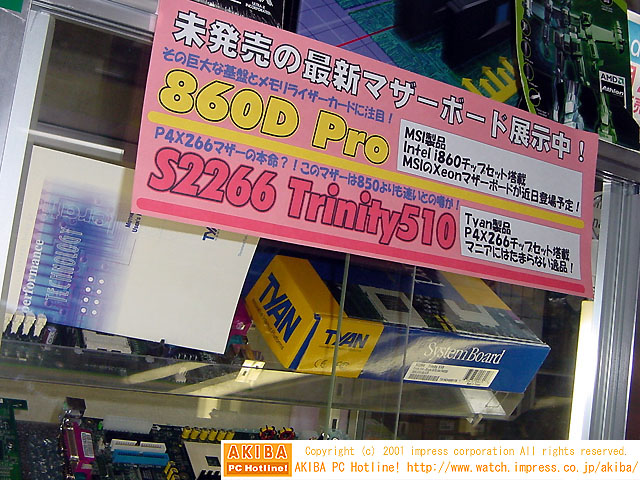 未発売の最新マザーボード展示中!
その巨大な基盤とメモリライザーカードに注目!
860D Pro
MSI製品
Intel i860チップセット搭載
MSIのXeonマザーボードが近日登場予定!
P4X266マザーの本命?!このマザーは850よりも速いとの噂が!
S2266 Trinity510
Tyan製品
P4X266チップセット搭載
マニアにはたまらない逸品!
AMD
Athlon
performance
TECHNOLOGY
TYAN
TYAN
System Board
AKIBA
PC Hotline!
Copyright (c) 2001 impress corporation All rights reserved.
AKIBA PC Hotline! http://www.watch.impress.co.jp/akiba/